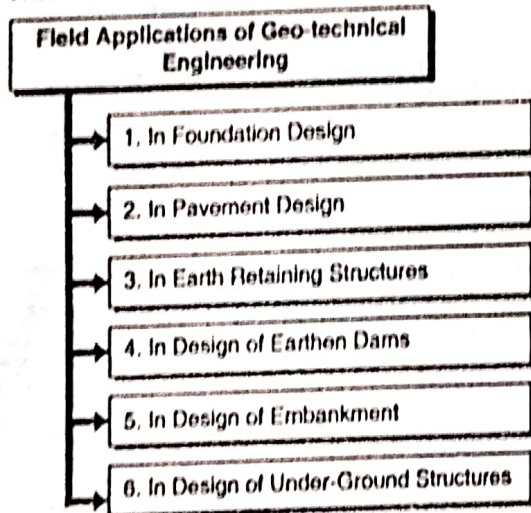 Field Applications of Geo-technical
Engineering
1. In Foundation Design
2. In Pavement Design
3. In Earth Retaining Structures
4. In Design of Earthen Dams
5. In Design of Embankment
6. In Design of Under-Ground Structures